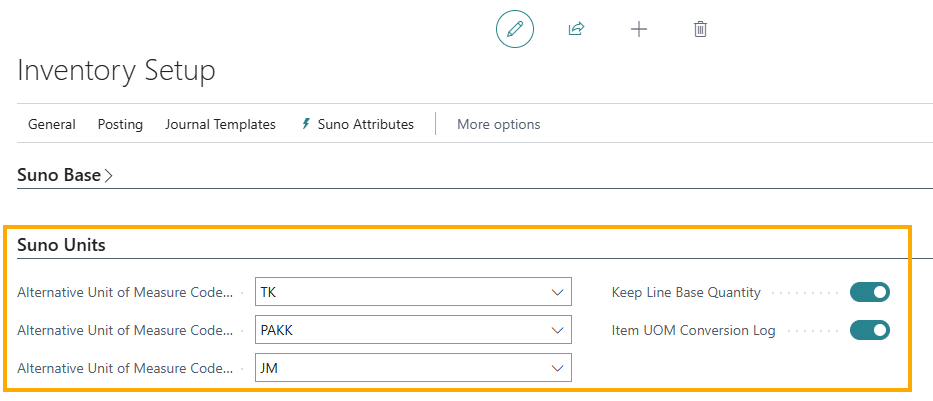 Inventory Setup
General Posting Journal Templates Suno Attributes More options
Suno Base
Suno Units
Alternative Unit of Measure Code... TK Keep Line Base Quantity
Alternative Unit of Measure Code... PAKK Item UOM Conversion Log
Alternative Unit of Measure Code... JM